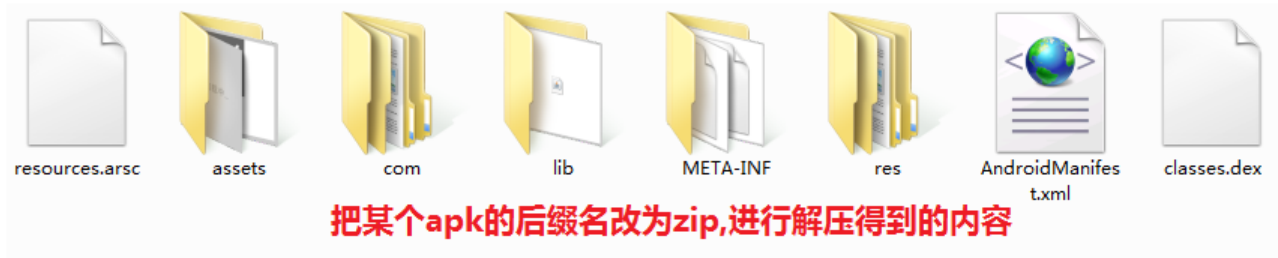 resources.arsc
assets
com
lib
META-INF
res
AndroidManifes
t.xml
classes.dex
把某个apk的后缀名改为zip,进行解压得到的内容